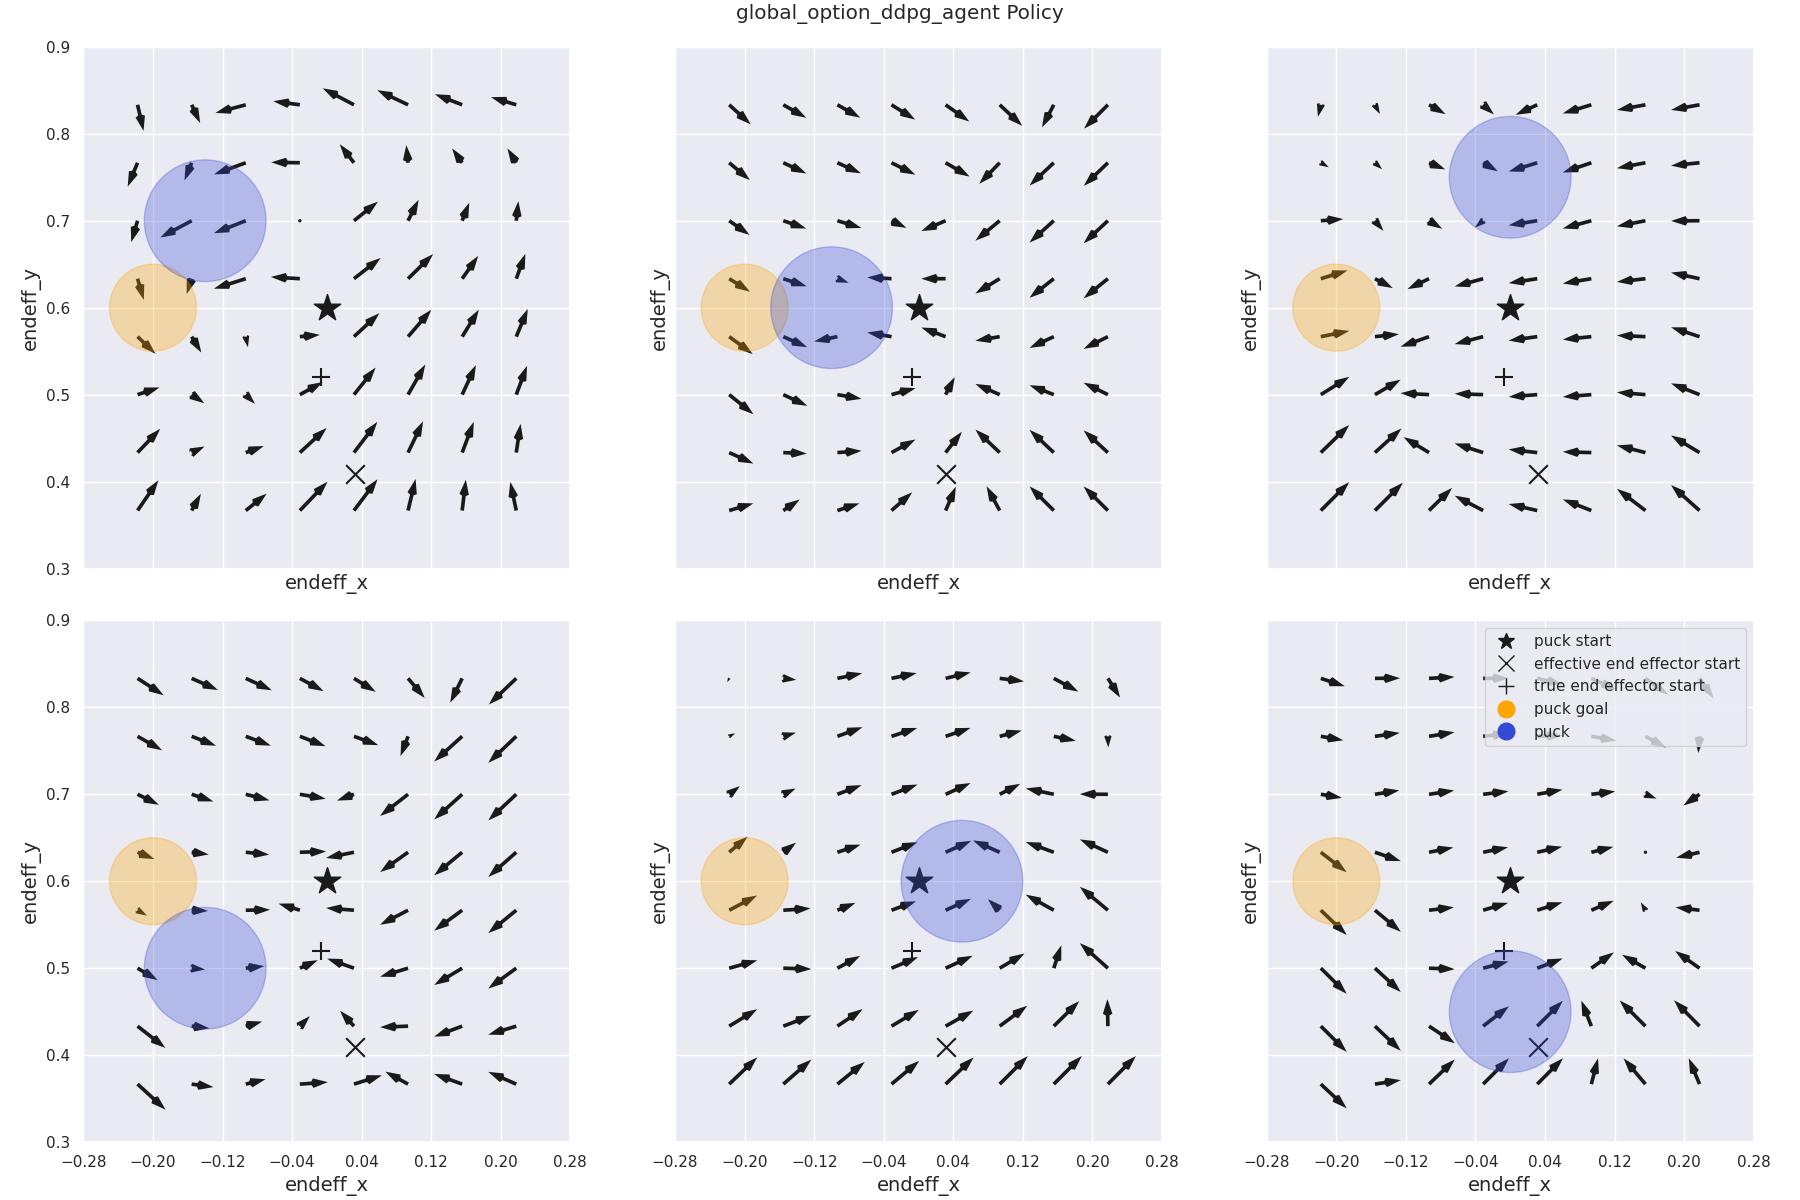 global_option_ddpg_agent Policy
0.9
0.8
0.7
0.6
0.5
0.4
0.3
endeff_y
endeff_y
endeff_y
endeff_x
endeff_x
endeff_x
0.9
0.8
0.7
0.6
0.5
0.4
0.3
endeff_y
endeff_y
endeff_y
puck start
effective end effector start
true end effector start
puck goal
puck
−0.28 −0.20 −0.12 −0.04 0.04 0.12 0.20 0.28
−0.28 −0.20 −0.12 −0.04 0.04 0.12 0.20 0.28
−0.28 −0.20 −0.12 −0.04 0.04 0.12 0.20 0.28
endeff_x
endeff_x
endeff_x